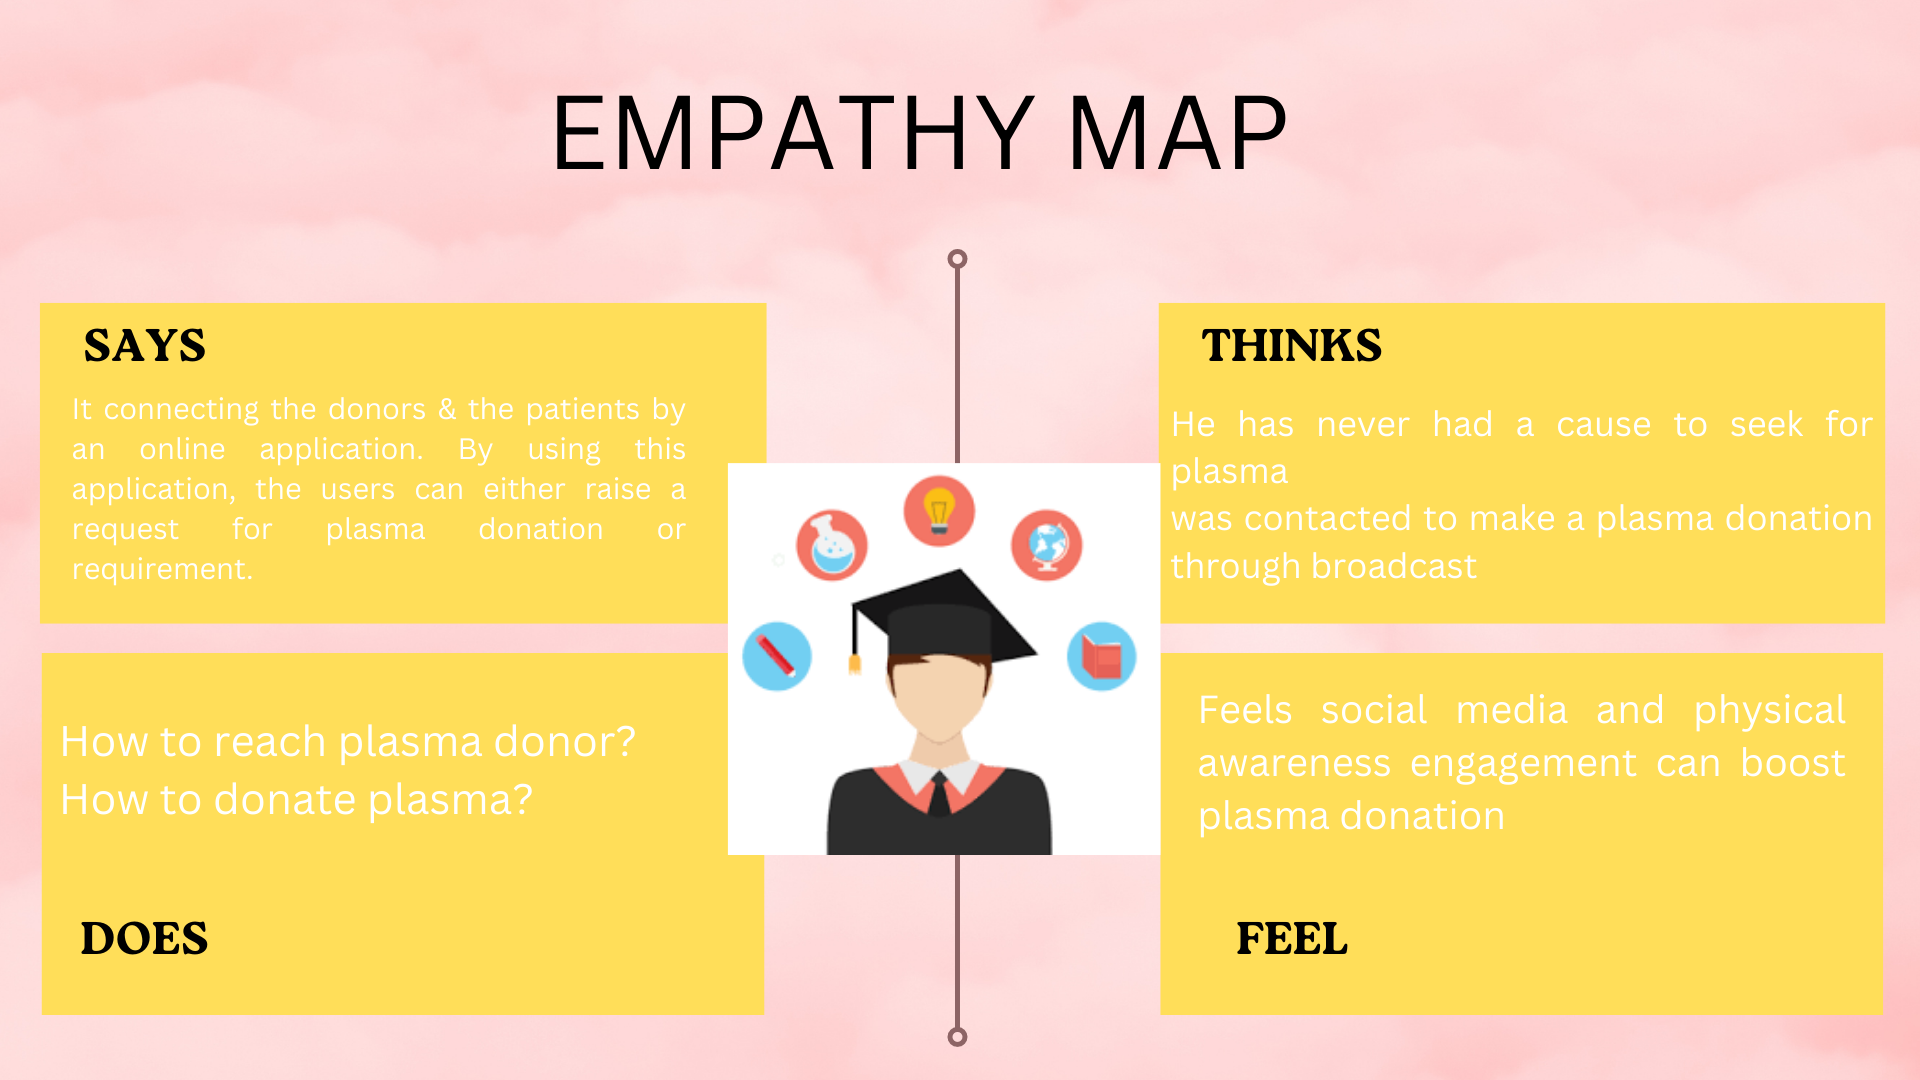 EMPATHY MAP
SAYS
It connecting the donors & the patients by
an online application. By using this
application, the users can either raise a
request for plasma donation or
requirement.
THINKS
He has never had a cause to seek for
plasma
was contacted to make a plasma donation
through broadcast
How to reach plasma donor?
How to donate plasma?
DOES
Feels social media and physical
awareness engagement can boost
plasma donation
FEEL